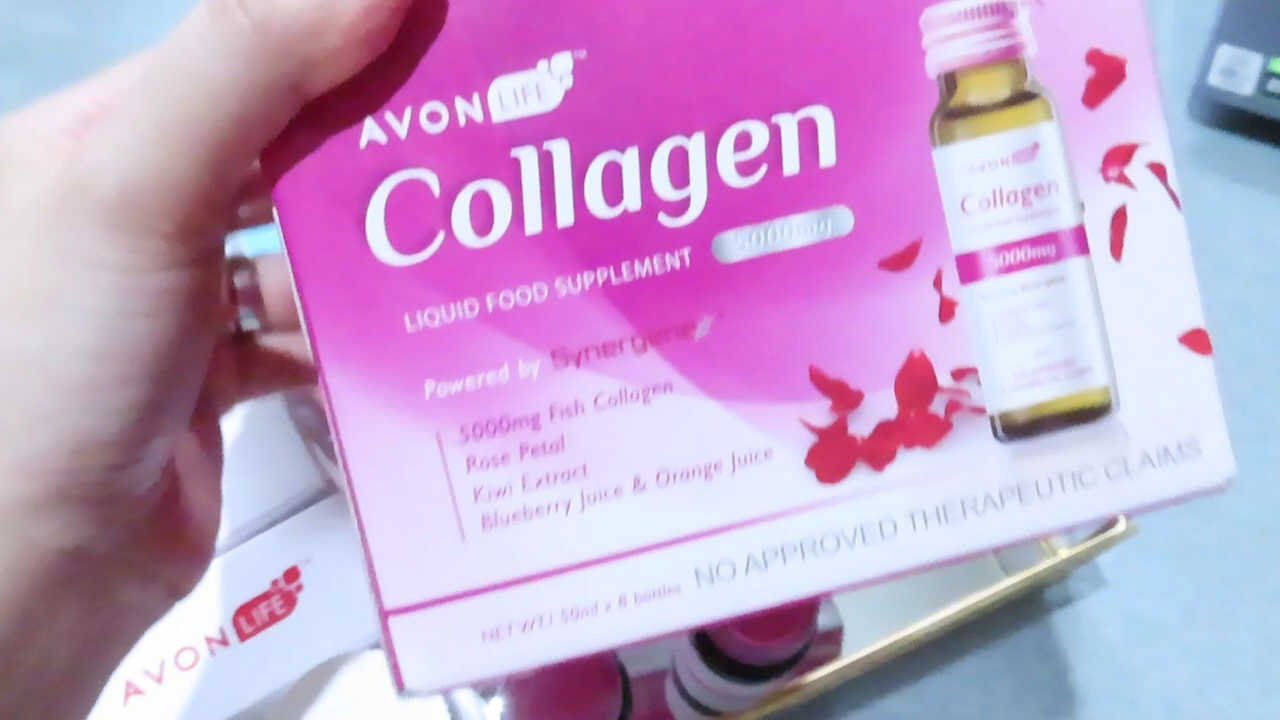 AVON LIFE
Collagen
LIQUID FOOD SUPPLEMENT 5000mg
Powered by Synergene
5000mg Fish Collagen
Rose Petal
Kiwi Extract
Blueberry Juice & Orange Juice
NET WT/ 50ml x 6 bottles NO APPROVED THERAPEUTIC CLAIMS
AVON
Collagen
5000mg
AVON LIFE